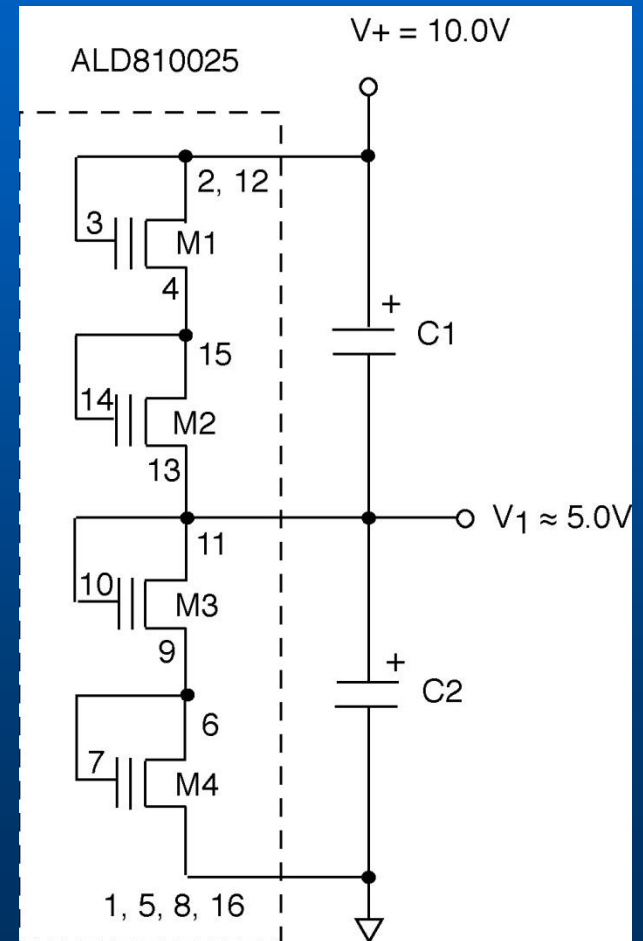 V+ = 10.0V
ALD810025
2, 12
3
M1
4
+
C1
15
14
M2
13
V1 ≈ 5.0V
11
10
M3
9
+
C2
6
7
M4
1, 5, 8, 16